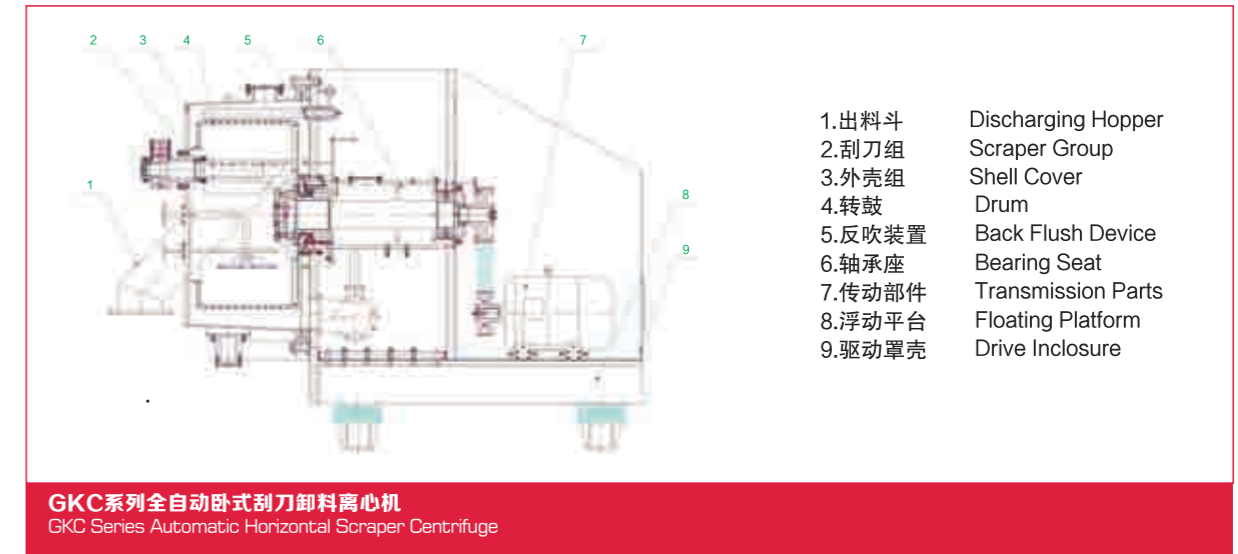 2 3 4 5 6 7
1
8
9
1.出料斗 Discharging Hopper
2.刮刀组 Scraper Group
3.外壳组 Shell Cover
4.转鼓 Drum
5.反吹装置 Back Flush Device
6.轴承座 Bearing Seat
7.传动部件 Transmission Parts
8.浮动平台 Floating Platform
9.驱动罩壳 Drive Inclosure
GKC系列全自动卧式刮刀卸料离心机
GKC Series Automatic Horizontal Scraper Centrifuge